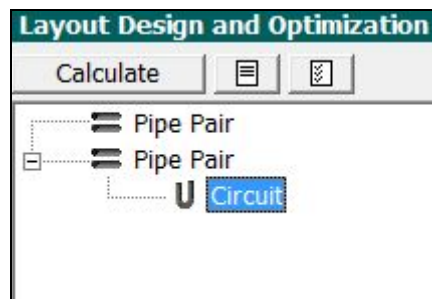 Layout Design and Optimization
Calculate
Pipe Pair
Pipe Pair
Circuit